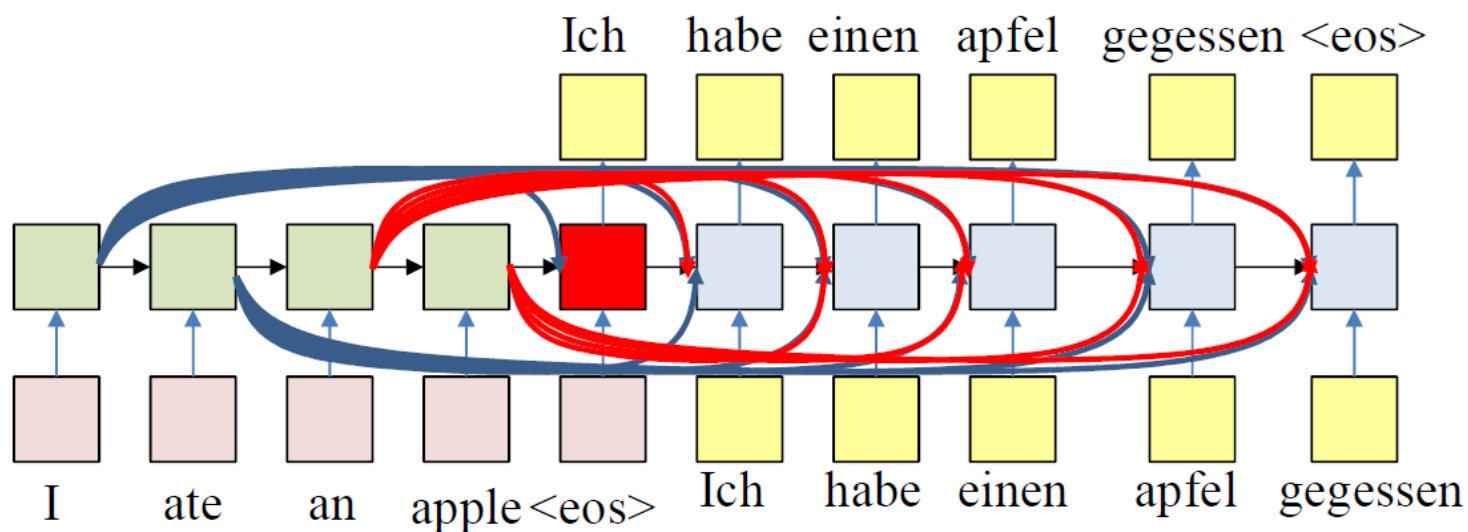 Ich habe einen apfel gegessen <eos>
I ate an apple <eos> Ich habe einen apfel gegessen